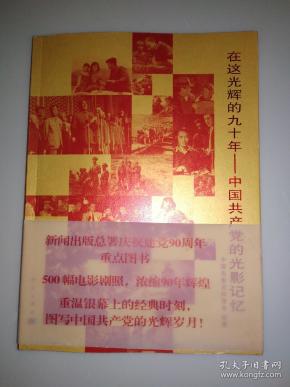 在这光辉的九十年——中国共产党的光影记忆
新闻出版总署庆祝建党90周年
重点图书
500幅电影剧照，浓缩90年辉煌
重温银幕上的经典时刻，
图写中国共产党的光辉岁月！
孔夫子旧书网